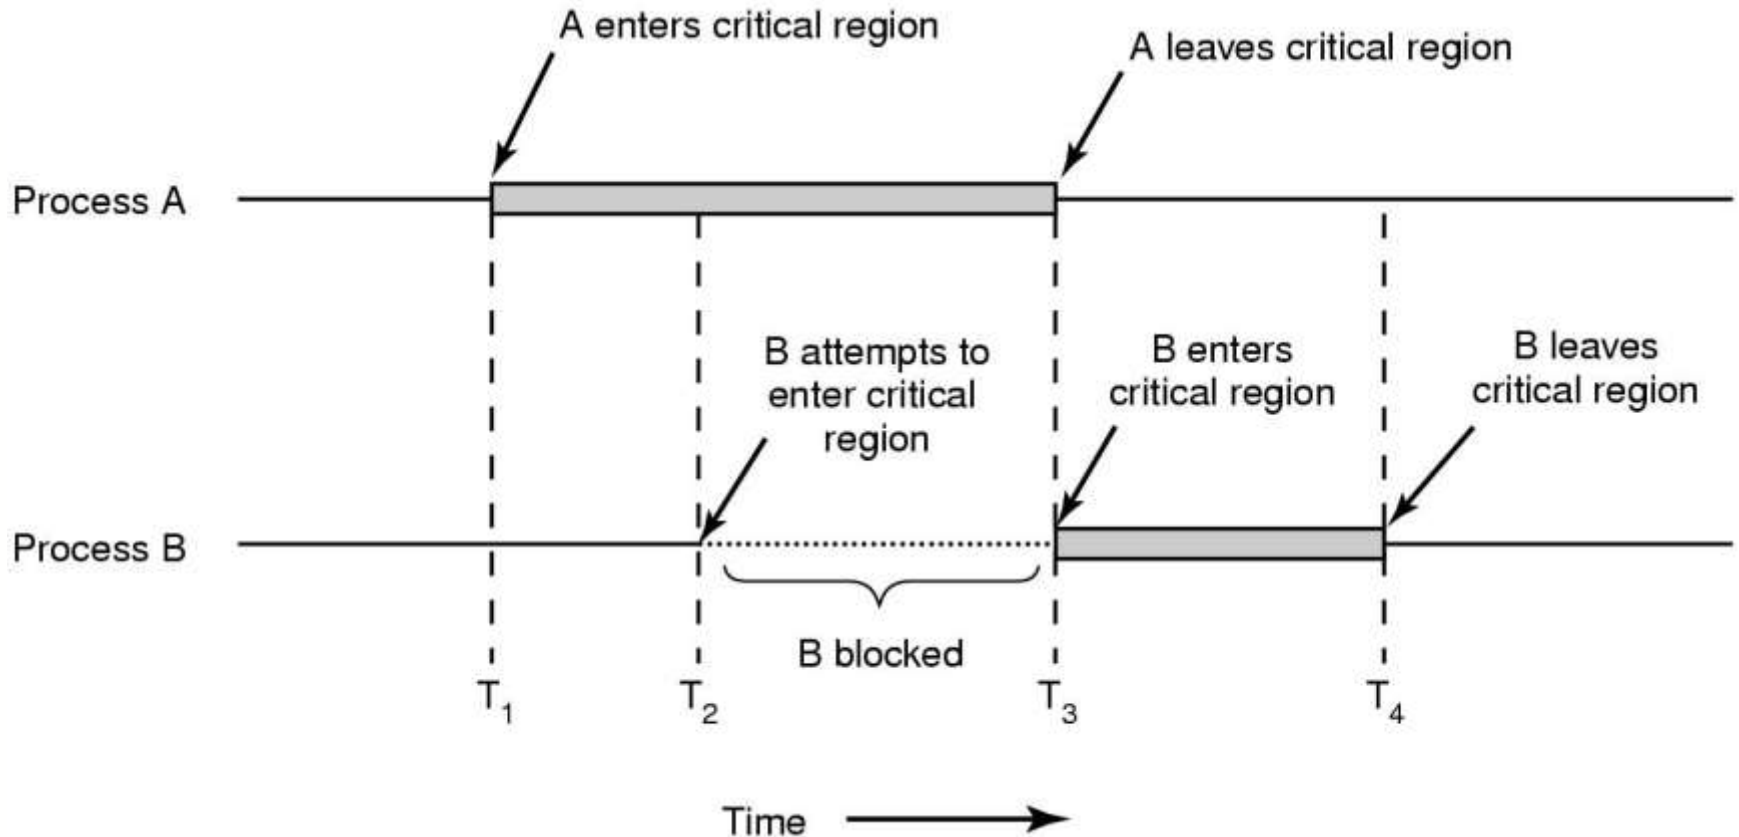 A enters critical region
A leaves critical region
Process A
B attempts to
enter critical
region
B enters
critical region
B leaves
critical region
Process B
B blocked
T1
T2
T3
T4
Time